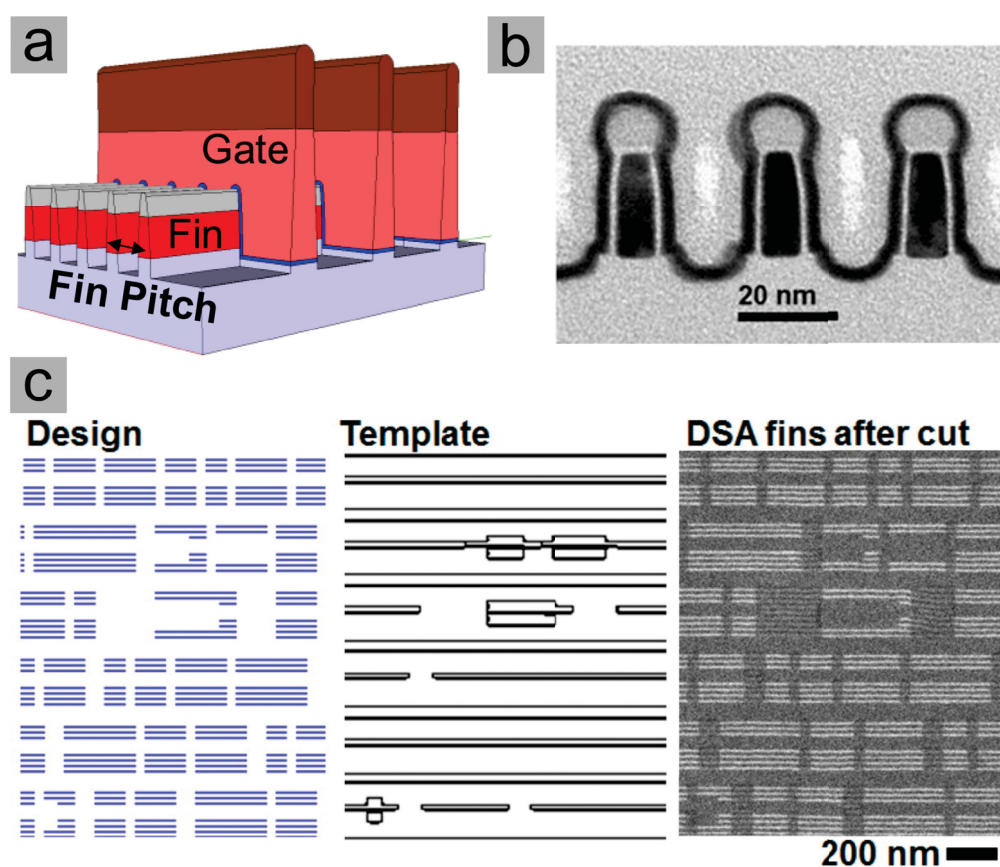 a
Gate
Fin
Fin Pitch
b
20 nm
c
Design
Template
DSA fins after cut
200 nm